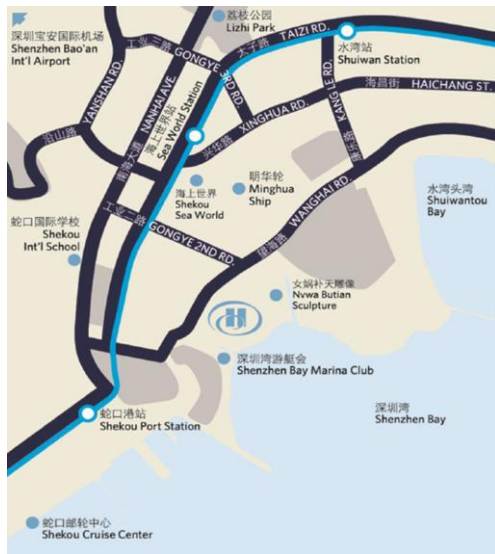 荔枝公园
Lizhi Park
深圳宝安国际机场
Shenzhen Bao'an
Int'l Airport
工业三路 GONGYE 3RD RD.
太子路 TAIZI RD.
水湾站
Shuiwan Station
海昌街 HAICHANG ST.
YANSHAN RD.
沿山路
南海大道 NANHAI AVE.
海上世界站
Sea World Station
兴华路 XINGHUA RD.
康乐路 KANG LE RD.
海上世界
Shekou
Sea World
明华轮
Minghua
Ship
水湾头湾
Shuiwantou
Bay
蛇口国际学校
Shekou
Int'l School
工业二路 GONGYE 2ND RD.
望海路 WANGHAI RD.
女娲补天雕像
Nvwa Butian
Sculpture
H
深圳湾游艇会
Shenzhen Bay Marina Club
深圳湾
Shenzhen Bay
蛇口港站
Shekou Port Station
蛇口邮轮中心
Shekou Cruise Center